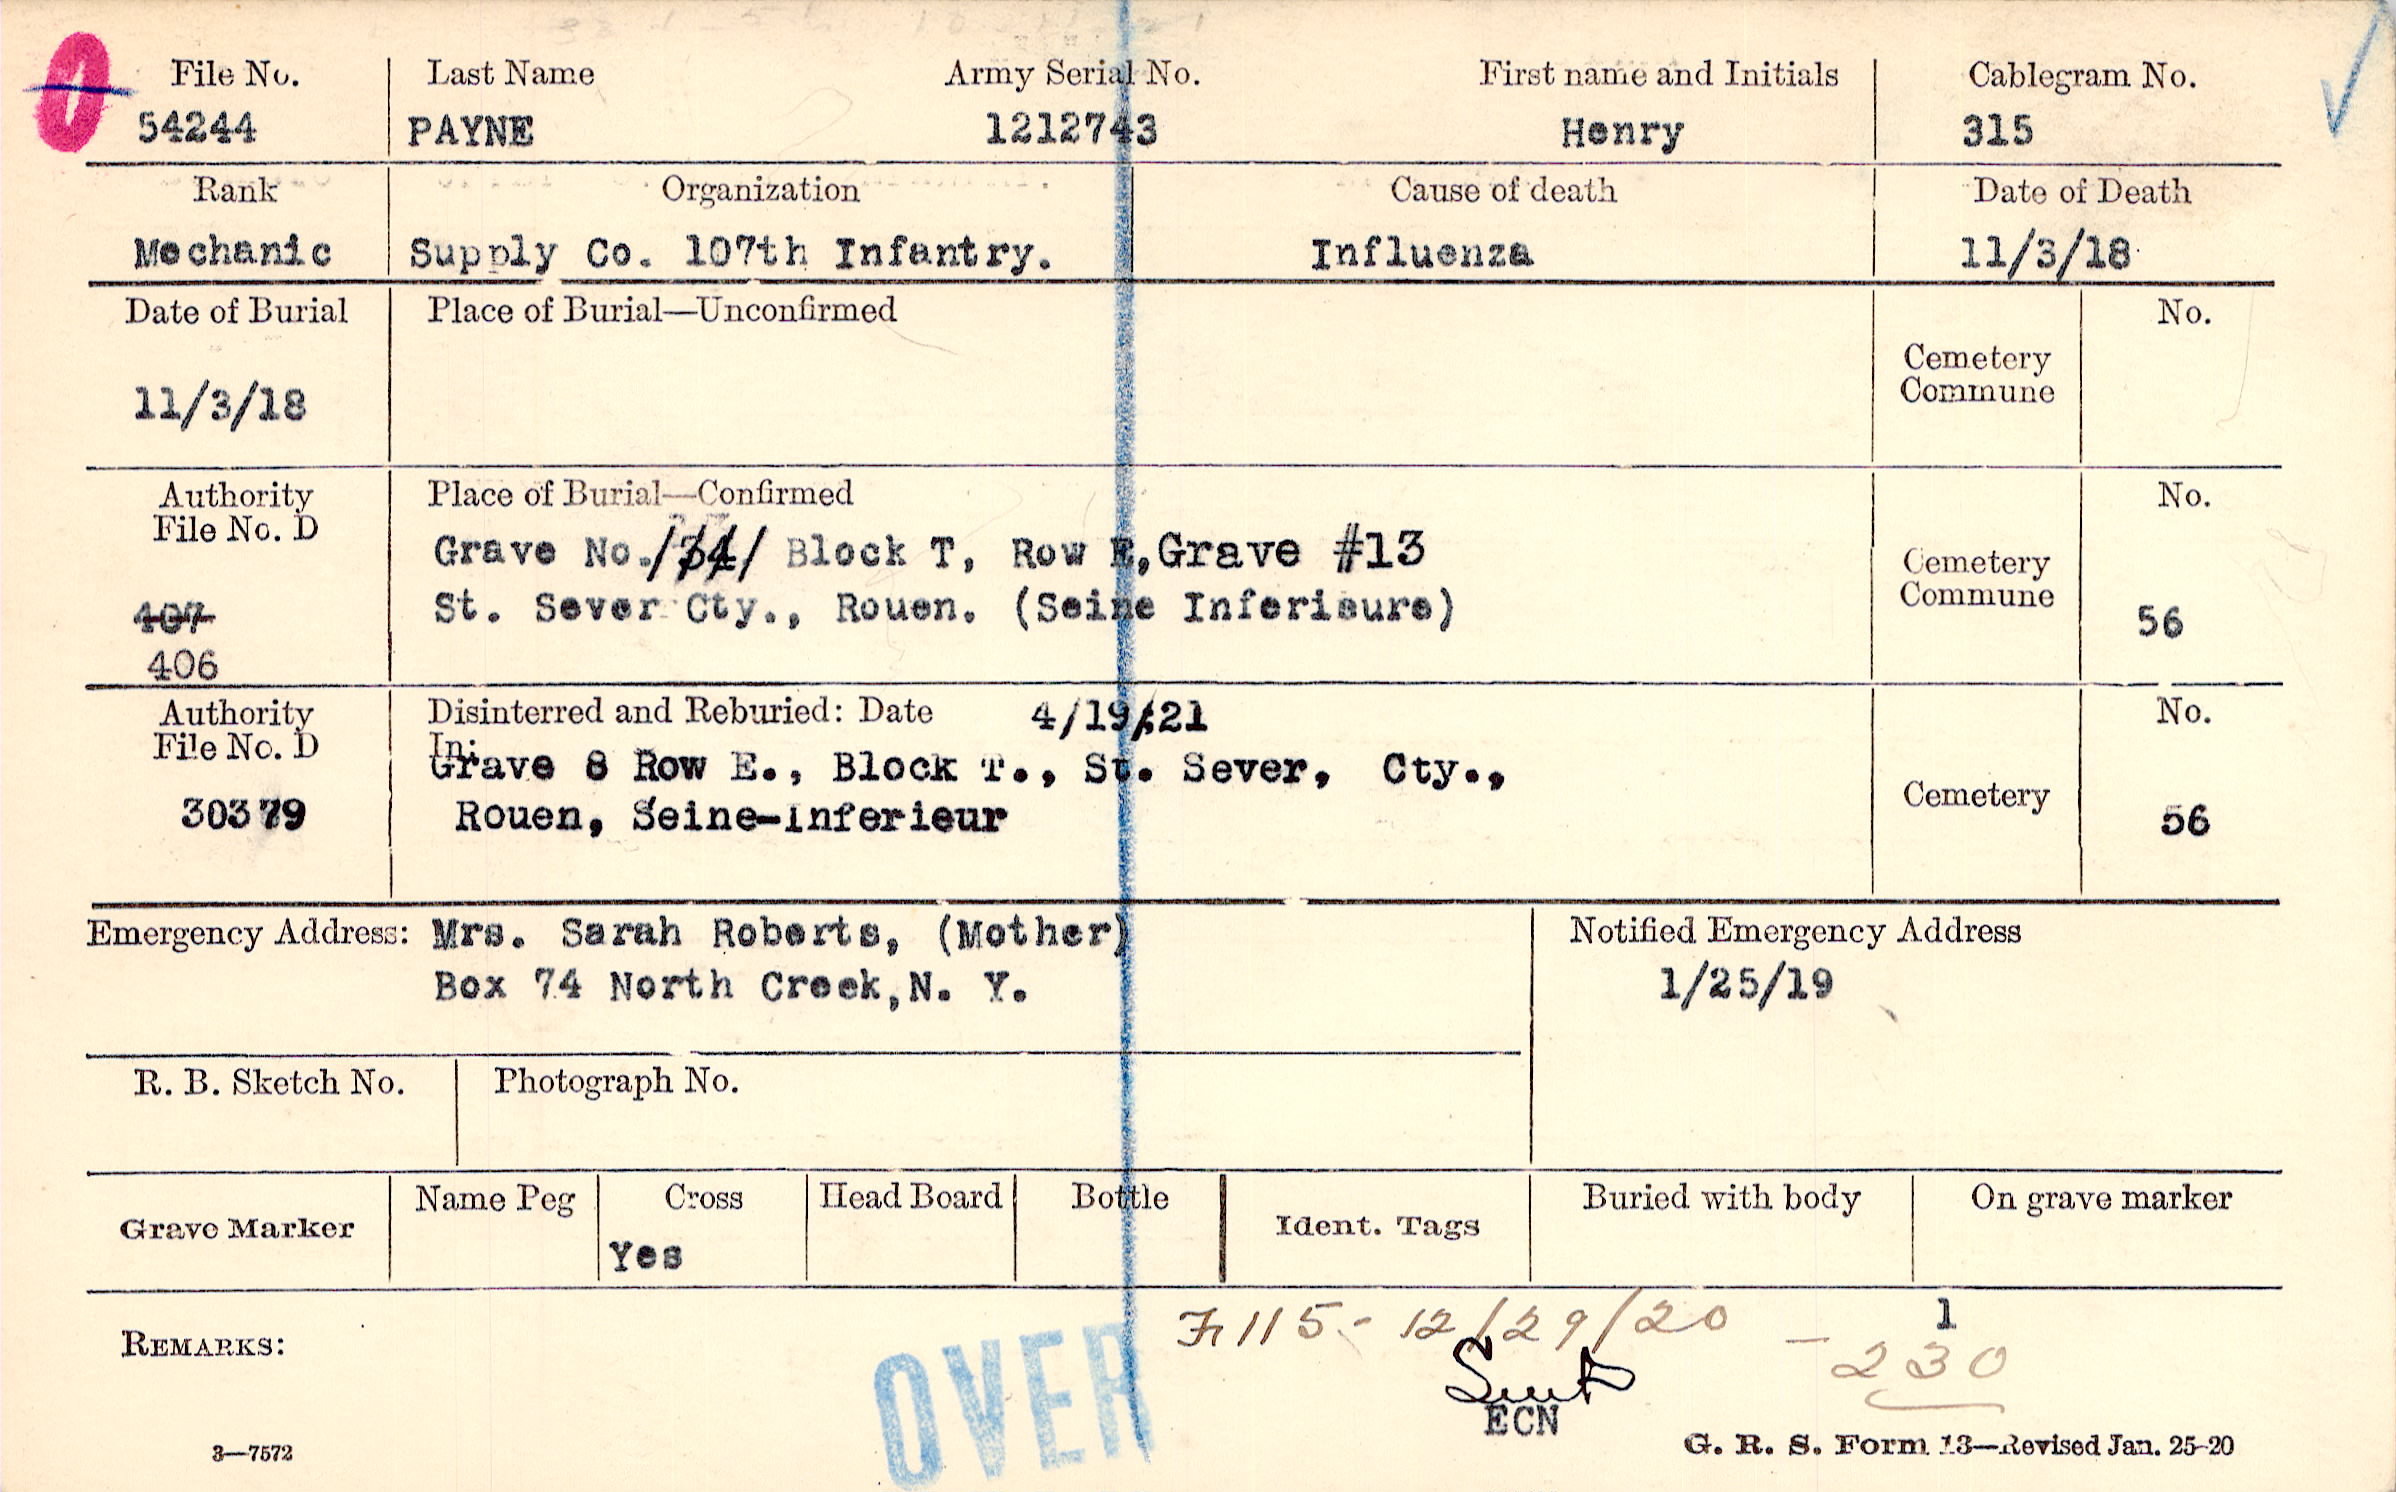 File No. Last Name Army Serial No. First name and Initials Cablegram No.
54244 PAYNE 1212743 Henry 315
Rank Organization Cause of death Date of Death
Mechanic Supply Co. 107th Infantry. Influenza 11/3/18
Date of Burial Place of Burial—Unconfirmed No.
Cemetery
Commune
11/3/18
Authority Place of Burial—Confirmed No.
File No. D
Grave No. Block T, Row E, Grave #13
Cemetery
Commune
407 St. Sever Cty., Rouen. (Seine Inferieure) 56
406
Authority Disinterred and Reburied: Date 4/19/21 No.
File No. D In:
Grave 8 Row E., Block T., St. Sever, Cty.,
Cemetery
30379 Rouen, Seine-Inferieur 56
Emergency Address: Mrs. Sarah Roberts, (Mother) Notified Emergency Address
Box 74 North Creek, N. Y. 1/25/19
R. B. Sketch No. Photograph No.
Name Peg Cross Head Board Bottle Buried with body On grave marker
Grave Marker Ident. Tags
Yes
115 - 12/29/20 1
REMARKS: — 230
OVER
ECN
3—7572 G. R. S. Form 13—Revised Jan. 25-20